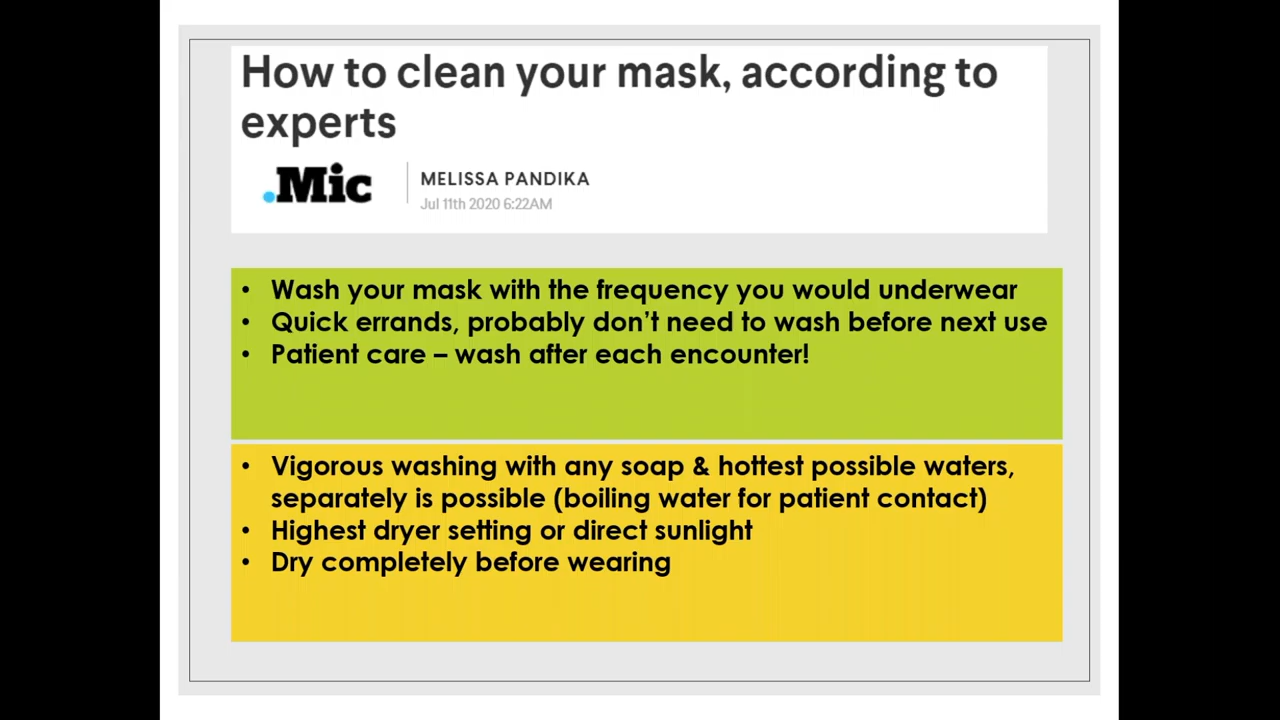 How to clean your mask, according to
experts
.Mic
MELISSA PANDIKA
Jul 11th 2020 6:22AM
• Wash your mask with the frequency you would underwear
• Quick errands, probably don't need to wash before next use
• Patient care – wash after each encounter!
• Vigorous washing with any soap & hottest possible waters,
separately is possible (boiling water for patient contact)
• Highest dryer setting or direct sunlight
• Dry completely before wearing